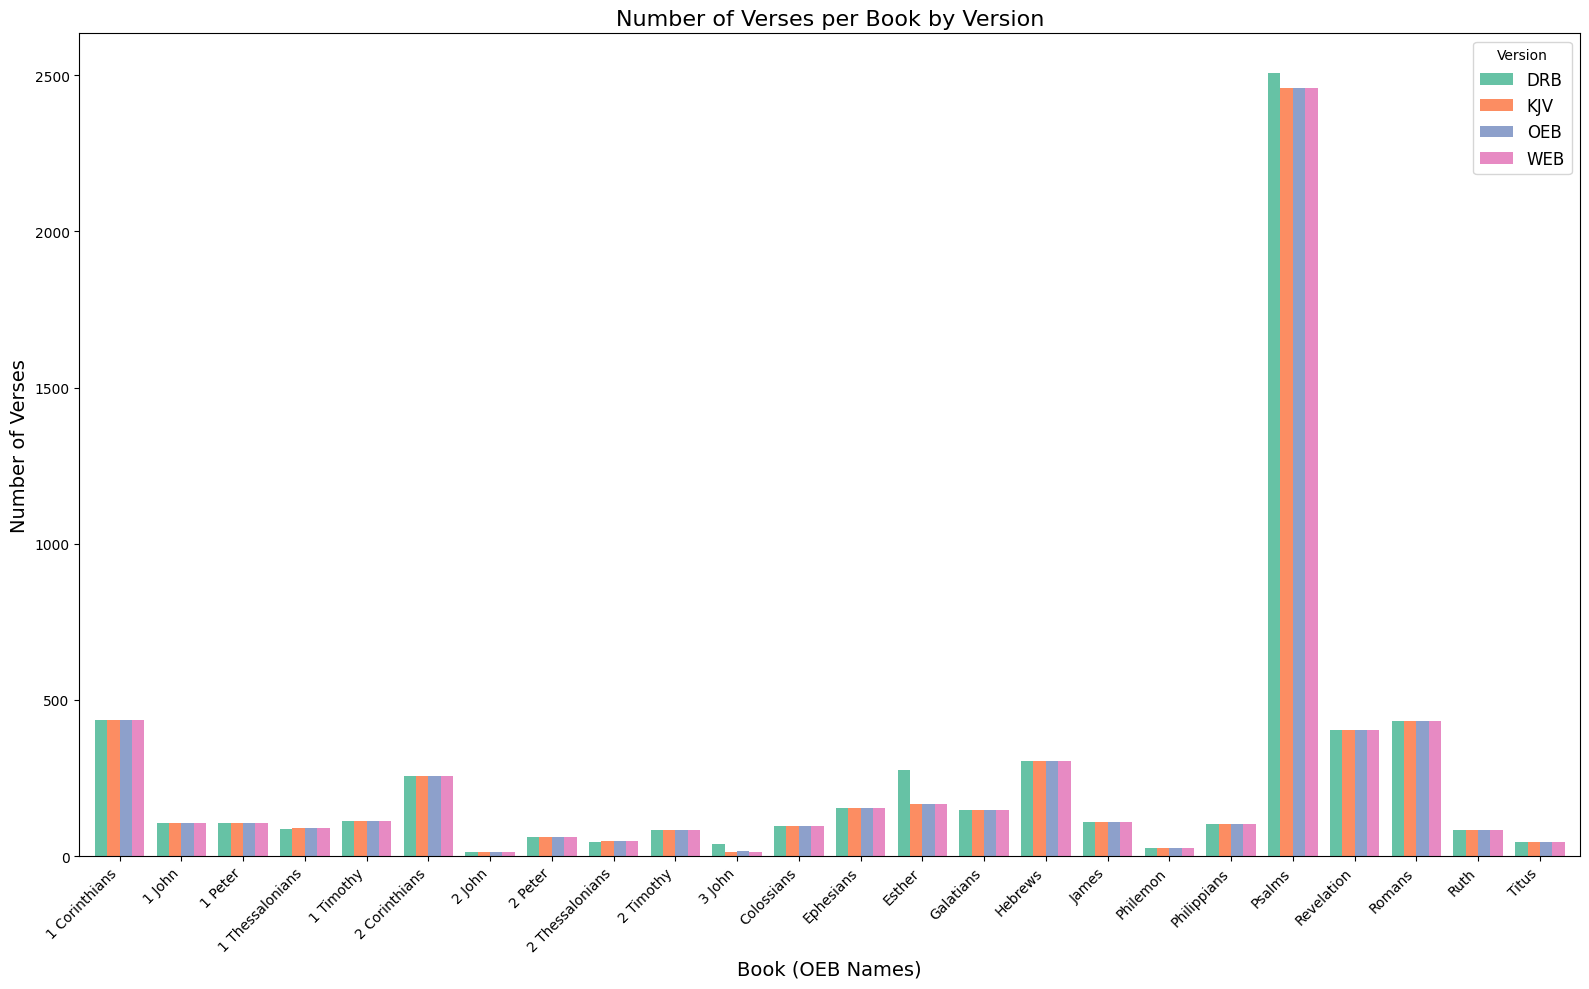 Number of Verses per Book by Version
Version
DRB
KJV
OEB
WEB
Number of Verses
2500
2000
1500
1000
500
0
1 Corinthians
1 John
1 Peter
1 Thessalonians
1 Timothy
2 Corinthians
2 John
2 Peter
2 Thessalonians
2 Timothy
3 John
Colossians
Ephesians
Esther
Galatians
Hebrews
James
Philemon
Philippians
Psalms
Revelation
Romans
Ruth
Titus
Book (OEB Names)